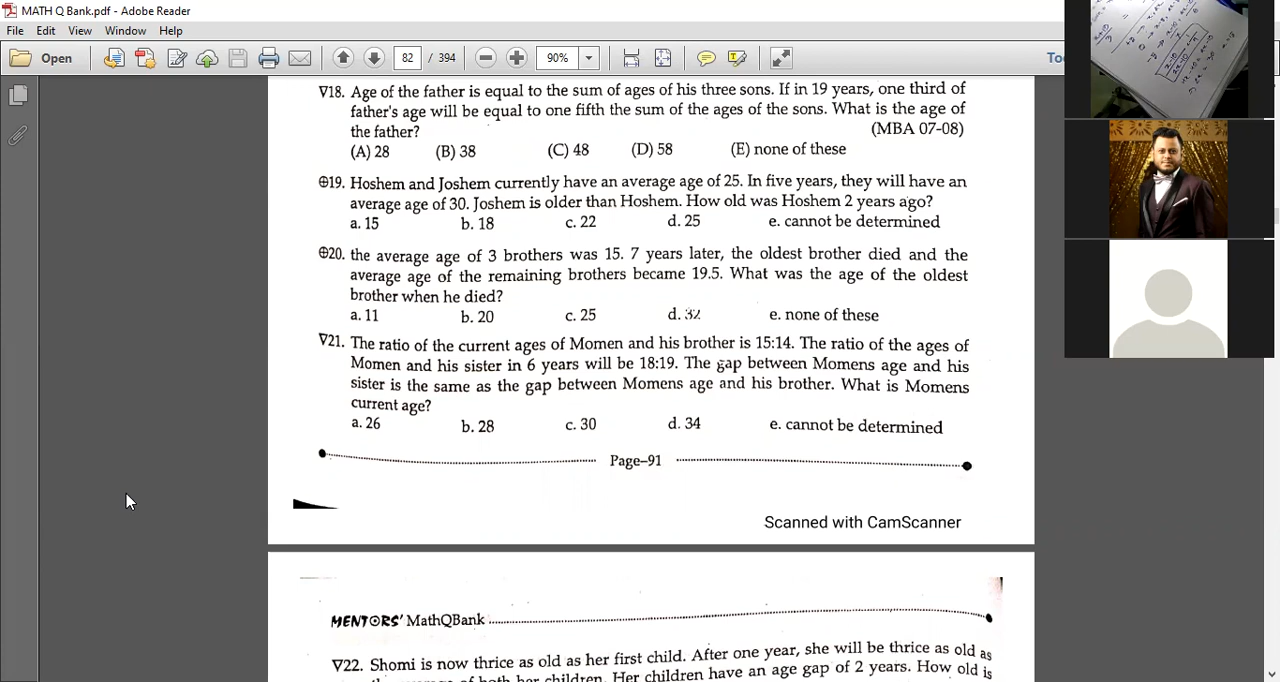 MATH Q Bank.pdf - Adobe Reader
File Edit View Window Help
Open 82 / 394 90%
∇18. Age of the father is equal to the sum of ages of his three sons. If in 19 years, one third of
father's age will be equal to one fifth the sum of the ages of the sons. What is the age of
the father? (MBA 07-08)
(A) 28 (B) 38 (C) 48 (D) 58 (E) none of these
⊕19. Hoshem and Joshem currently have an average age of 25. In five years, they will have an
average age of 30. Joshem is older than Hoshem. How old was Hoshem 2 years ago?
a. 15 b. 18 c. 22 d. 25 e. cannot be determined
⊕20. the average age of 3 brothers was 15. 7 years later, the oldest brother died and the
average age of the remaining brothers became 19.5. What was the age of the oldest
brother when he died?
a. 11 b. 20 c. 25 d. 32 e. none of these
∇21. The ratio of the current ages of Momen and his brother is 15:14. The ratio of the ages of
Momen and his sister in 6 years will be 18:19. The gap between Momens age and his
sister is the same as the gap between Momens age and his brother. What is Momens
current age?
a. 26 b. 28 c. 30 d. 34 e. cannot be determined
Page–91
Scanned with CamScanner
MENTORS' MathQBank
∇22. Shomi is now thrice as old as her first child. After one year, she will be thrice as old as
of both her children. Her children have an age gap of 2 years. How old is